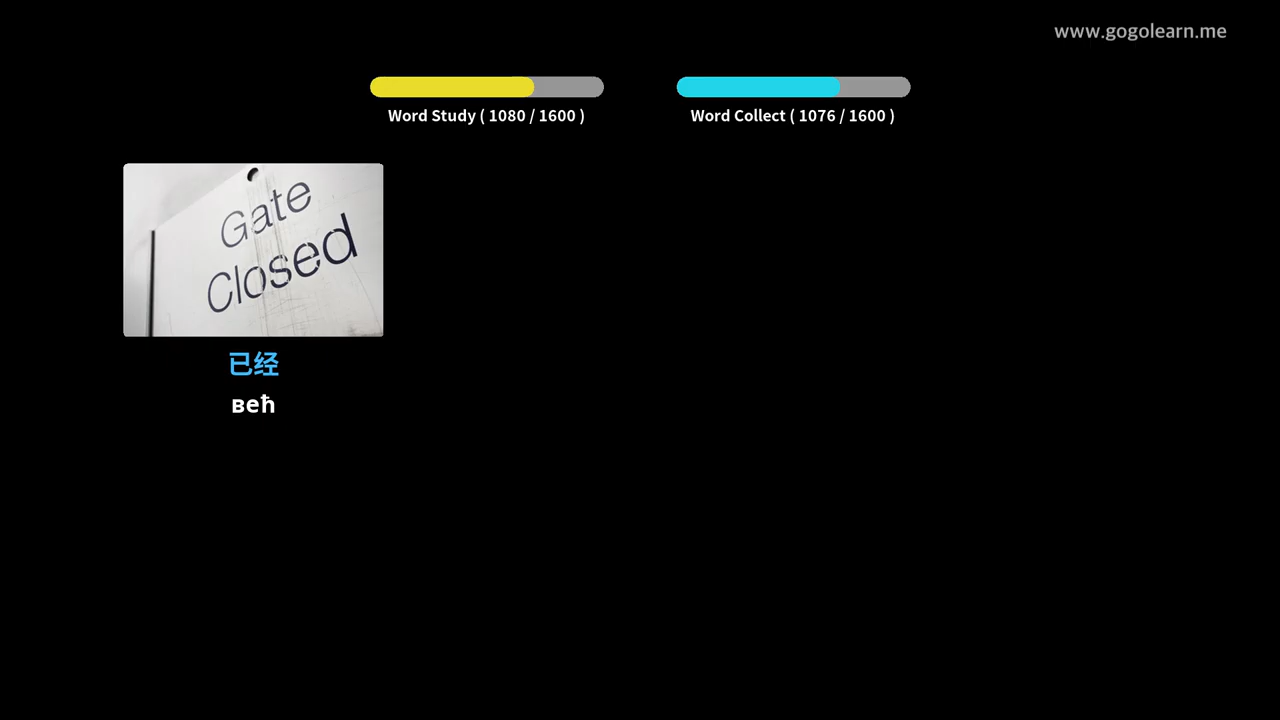 www.gogolearn.me
Word Study ( 1080 / 1600 )
Word Collect ( 1076 / 1600 )
Gate
Closed
已经
већ